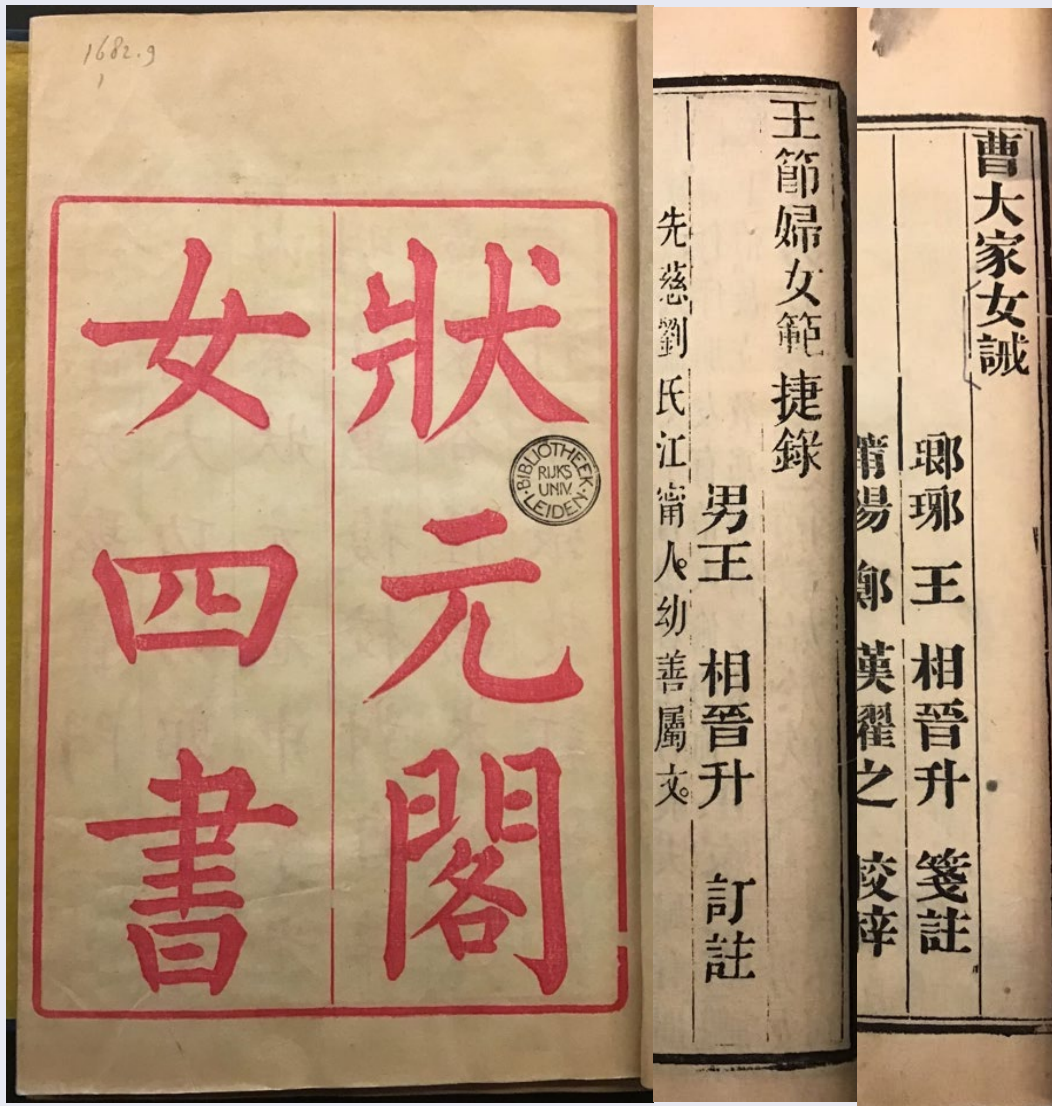 1682.9
1
狀元閣
女四書
BIBLIOTHEEK
RIJKS
UNIV.
LEIDEN
王節婦女範捷錄
男王 相晉升 訂註
先慈劉氏江甯人。幼善屬文。
曹大家女誡
瑯琊 王 相晉升 箋註
莆陽 鄭 漢濯之 校梓